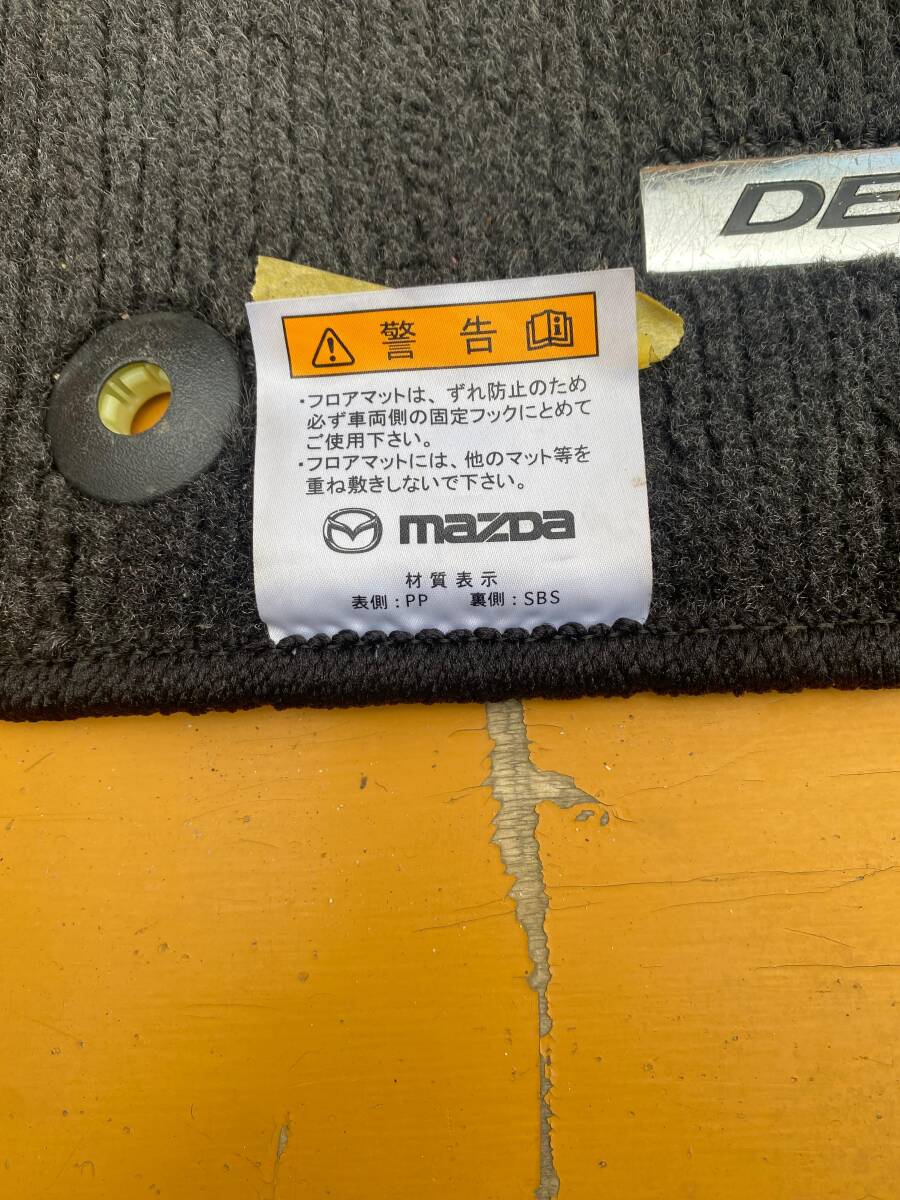 DE
警 告
・フロアマットは、ずれ防止のため
必ず車両側の固定フックにとめて
ご使用下さい。
・フロアマットには、他のマット等を
重ね敷きしないで下さい。
mazda
材質表示
表側:PP 裏側:SBS